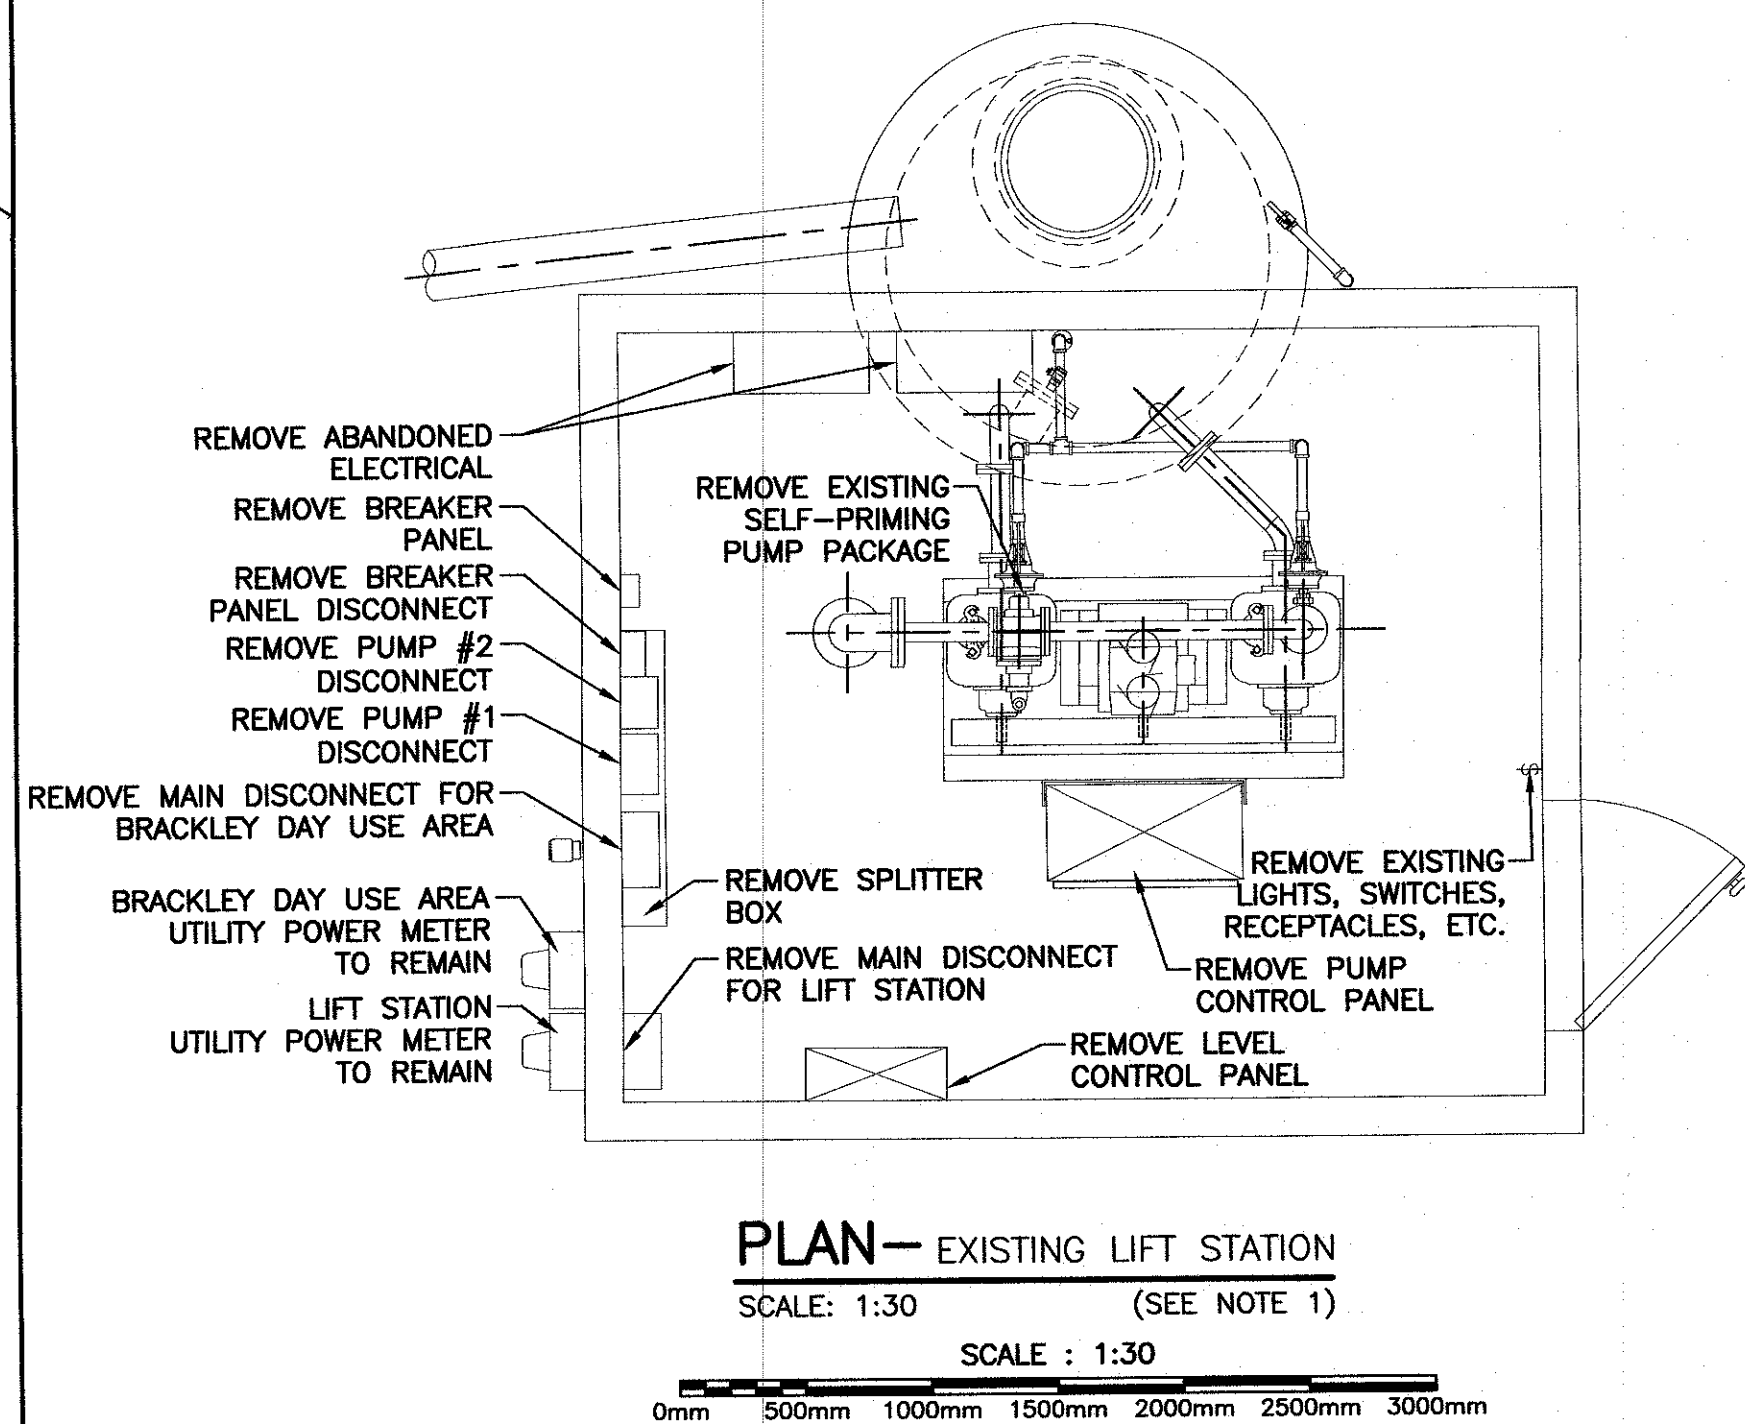 REMOVE ABANDONED
ELECTRICAL
REMOVE BREAKER
PANEL
REMOVE BREAKER
PANEL DISCONNECT
REMOVE PUMP #2
DISCONNECT
REMOVE PUMP #1
DISCONNECT
REMOVE MAIN DISCONNECT FOR
BRACKLEY DAY USE AREA
BRACKLEY DAY USE AREA
UTILITY POWER METER
TO REMAIN
LIFT STATION
UTILITY POWER METER
TO REMAIN
REMOVE EXISTING
SELF-PRIMING
PUMP PACKAGE
REMOVE SPLITTER
BOX
REMOVE MAIN DISCONNECT
FOR LIFT STATION
REMOVE EXISTING
LIGHTS, SWITCHES,
RECEPTACLES, ETC.
REMOVE PUMP
CONTROL PANEL
REMOVE LEVEL
CONTROL PANEL
$
PLAN— EXISTING LIFT STATION
SCALE: 1:30 (SEE NOTE 1)
SCALE : 1:30
0mm 500mm 1000mm 1500mm 2000mm 2500mm 3000mm